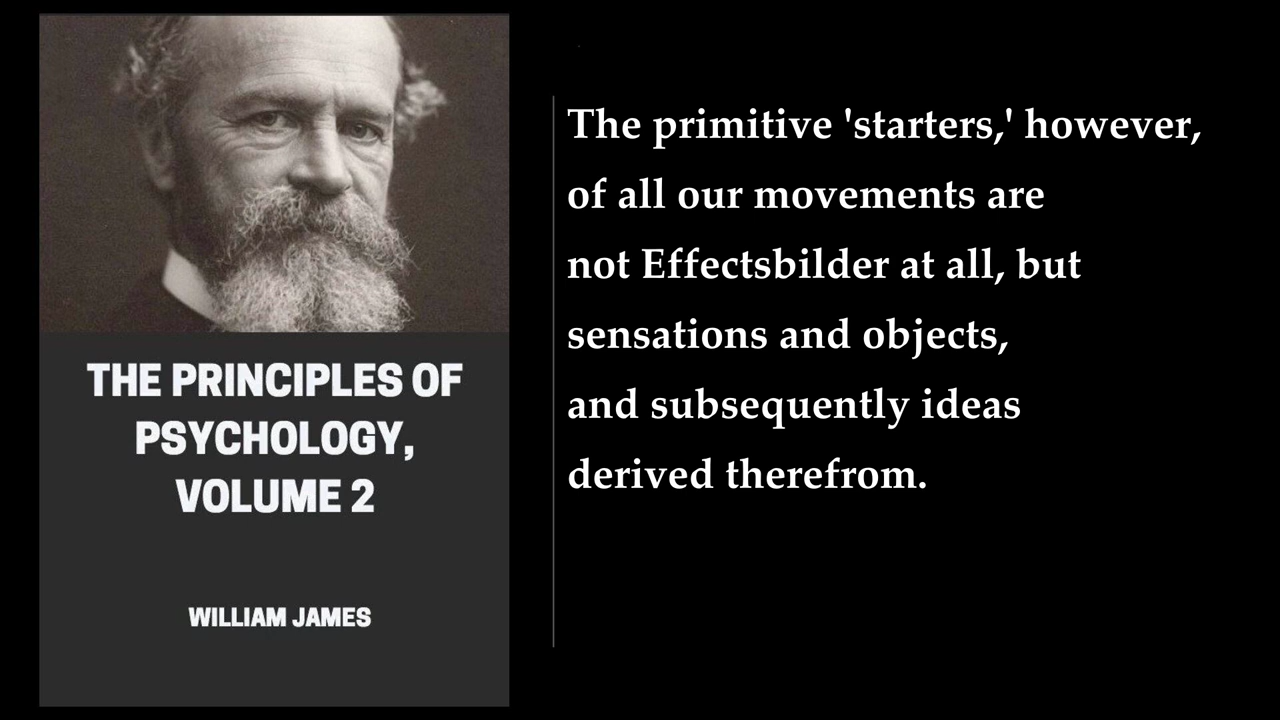 THE PRINCIPLES OF
PSYCHOLOGY,
VOLUME 2
WILLIAM JAMES
The primitive 'starters,' however,
of all our movements are
not Effectsbilder at all, but
sensations and objects,
and subsequently ideas
derived therefrom.